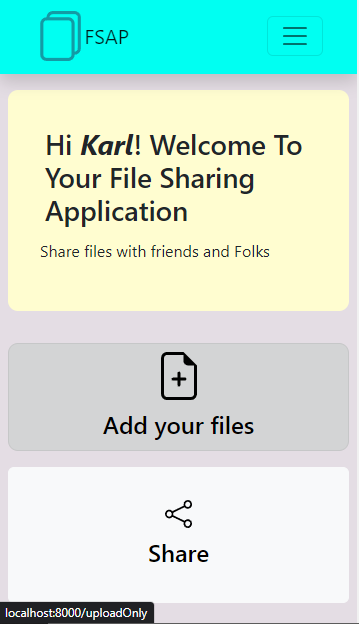 FSAP
Hi Karl! Welcome To
Your File Sharing
Application
Share files with friends and Folks
Add your files
Share
localhost:8000/uploadOnly